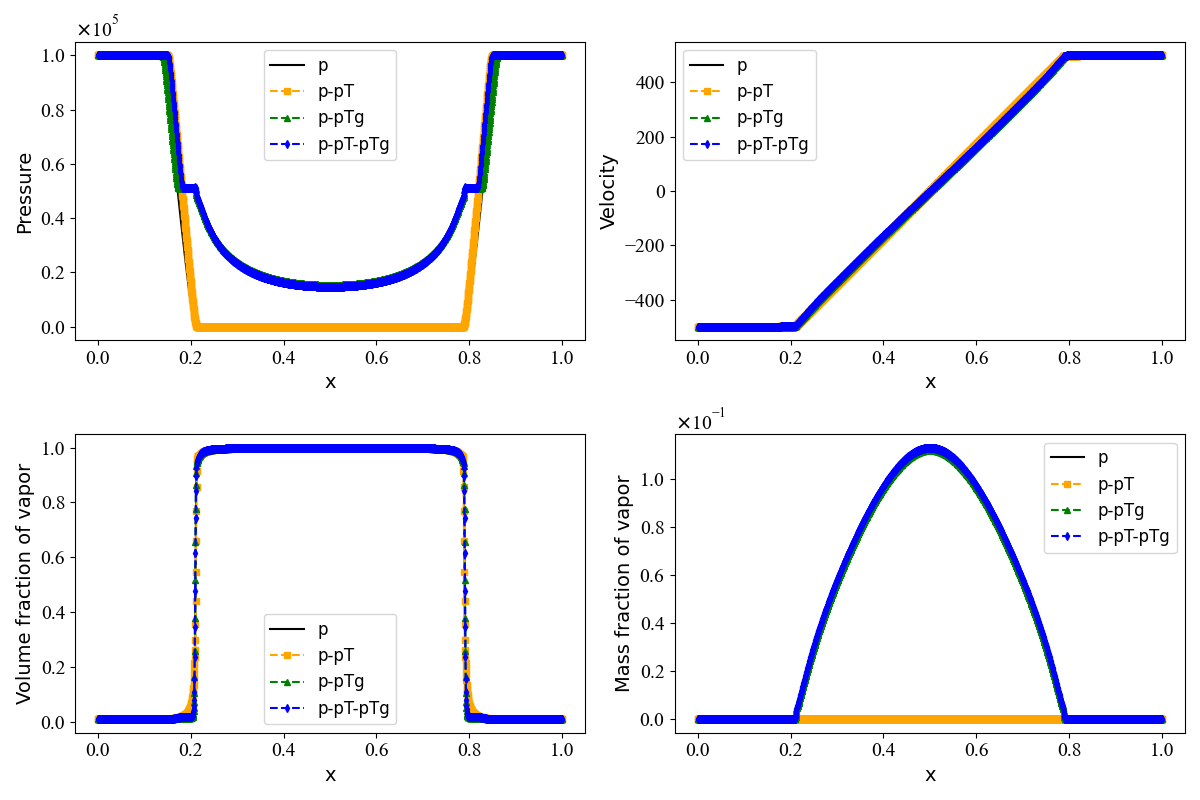 ×10⁵
1.0
0.8
0.6
0.4
0.2
0.0
Pressure
p
p-pT
p-pTg
p-pT-pTg
0.0 0.2 0.4 0.6 0.8 1.0
x
400
200
0
−200
−400
Velocity
p
p-pT
p-pTg
p-pT-pTg
0.0 0.2 0.4 0.6 0.8 1.0
x
1.0
0.8
0.6
0.4
0.2
0.0
Volume fraction of vapor
p
p-pT
p-pTg
p-pT-pTg
0.0 0.2 0.4 0.6 0.8 1.0
x
×10⁻¹
1.0
0.8
0.6
0.4
0.2
0.0
Mass fraction of vapor
p
p-pT
p-pTg
p-pT-pTg
0.0 0.2 0.4 0.6 0.8 1.0
x